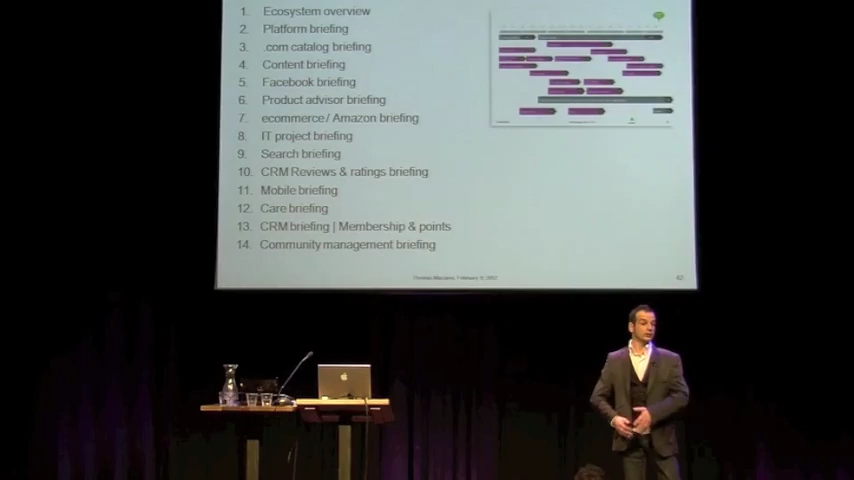 1. Ecosystem overview
2. Platform briefing
3. .com catalog briefing
4. Content briefing
5. Facebook briefing
6. Product advisor briefing
7. ecommerce / Amazon briefing
8. IT project briefing
9. Search briefing
10. CRM Reviews & ratings briefing
11. Mobile briefing
12. Care briefing
13. CRM briefing | Membership & points
14. Community management briefing